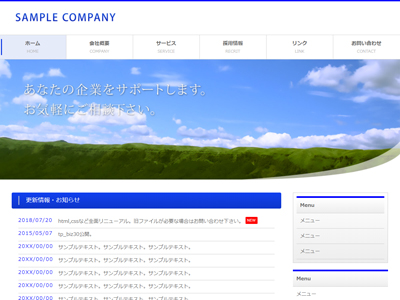 SAMPLE COMPANY
ホーム 会社概要 サービス 採用情報 リンク お問い合わせ
HOME COMPANY SERVICE RECRUIT LINK CONTACT
あなたの企業をサポートします。
お気軽にご相談下さい。
更新情報・お知らせ
2018/07/20 html,cssなど全面リニューアル。旧ファイルが必要な場合はお問い合わせ下さい。 NEW
2015/05/07 tp_biz30公開。
20XX/00/00 サンプルテキスト。サンプルテキスト。サンプルテキスト。
20XX/00/00 サンプルテキスト。サンプルテキスト。サンプルテキスト。
20XX/00/00 サンプルテキスト。サンプルテキスト。サンプルテキスト。
20XX/00/00 サンプルテキスト。サンプルテキスト。サンプルテキスト。
20XX/00/00 サンプルテキスト。サンプルテキスト。サンプルテキスト。
Menu
メニュー
メニュー
メニュー
Menu
メニュー